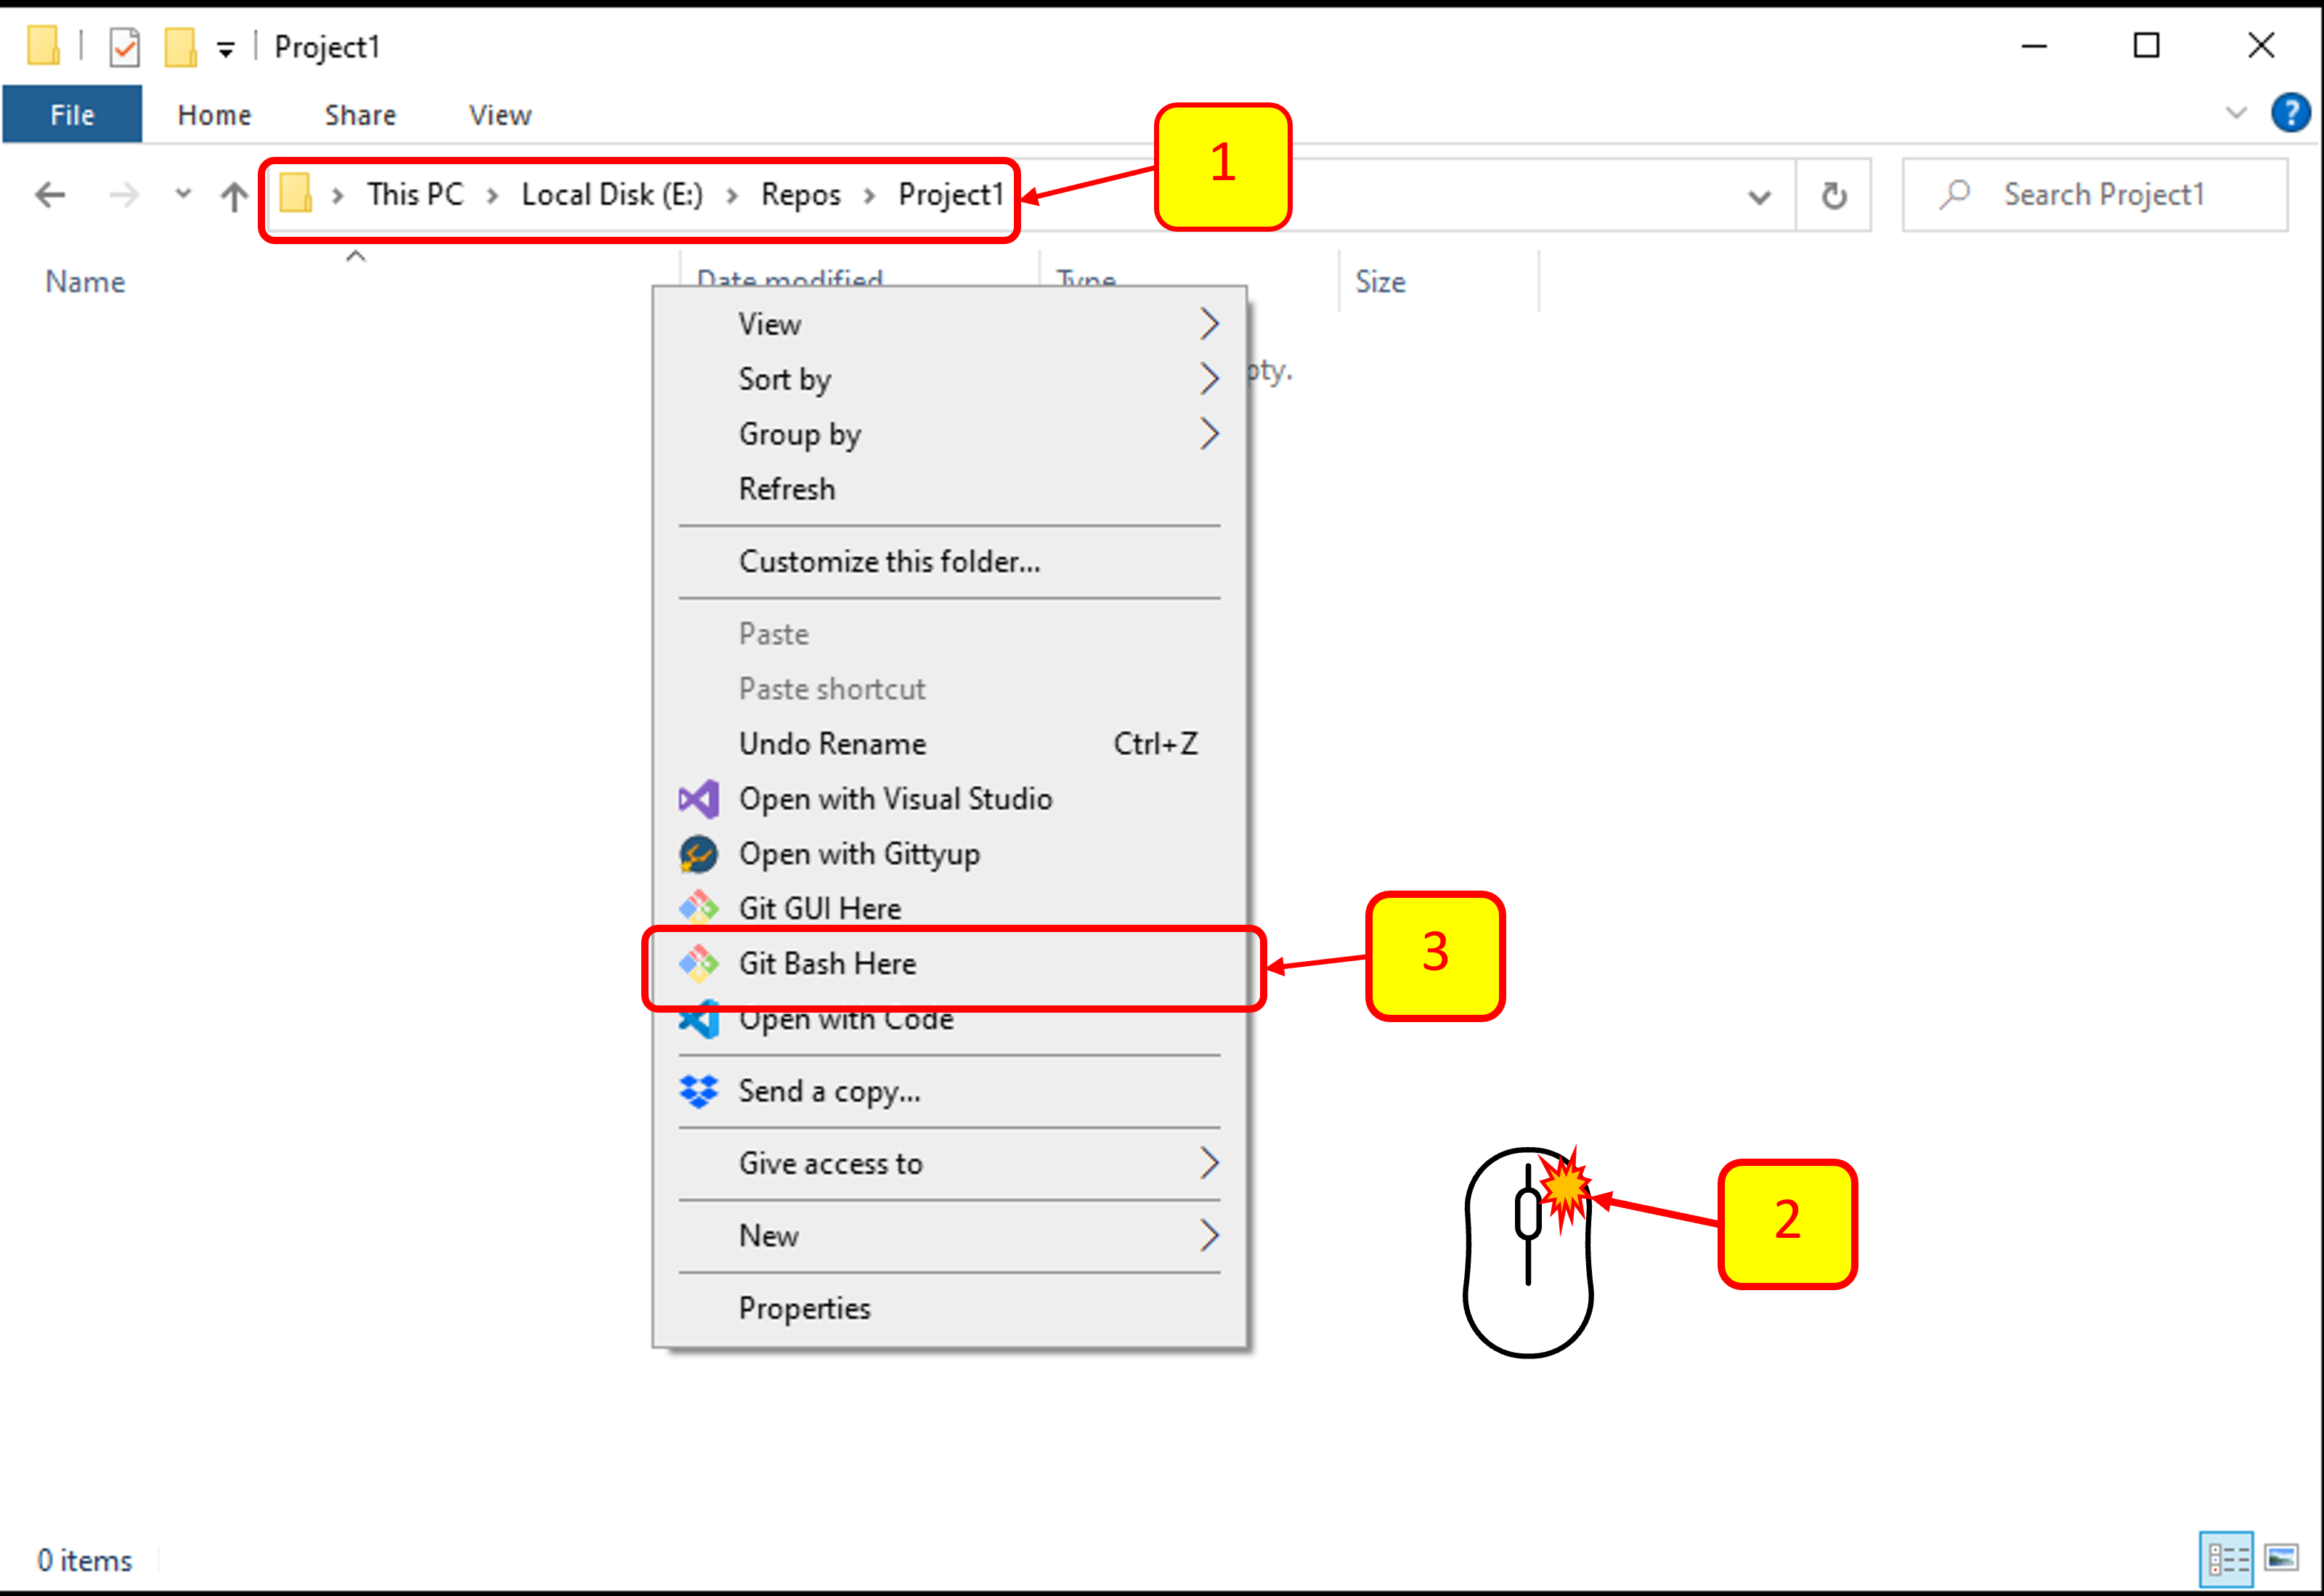 Project1
File Home Share View
1
This PC Local Disk (E:) Repos Project1
Search Project1
Name Date modified Type Size
View
Sort by
Group by
Refresh
Customize this folder...
Paste
Paste shortcut
Undo Rename Ctrl+Z
Open with Visual Studio
Open with Gittyup
Git GUI Here
Git Bash Here
3
Open with Code
Send a copy...
Give access to
2
New
Properties
0 items